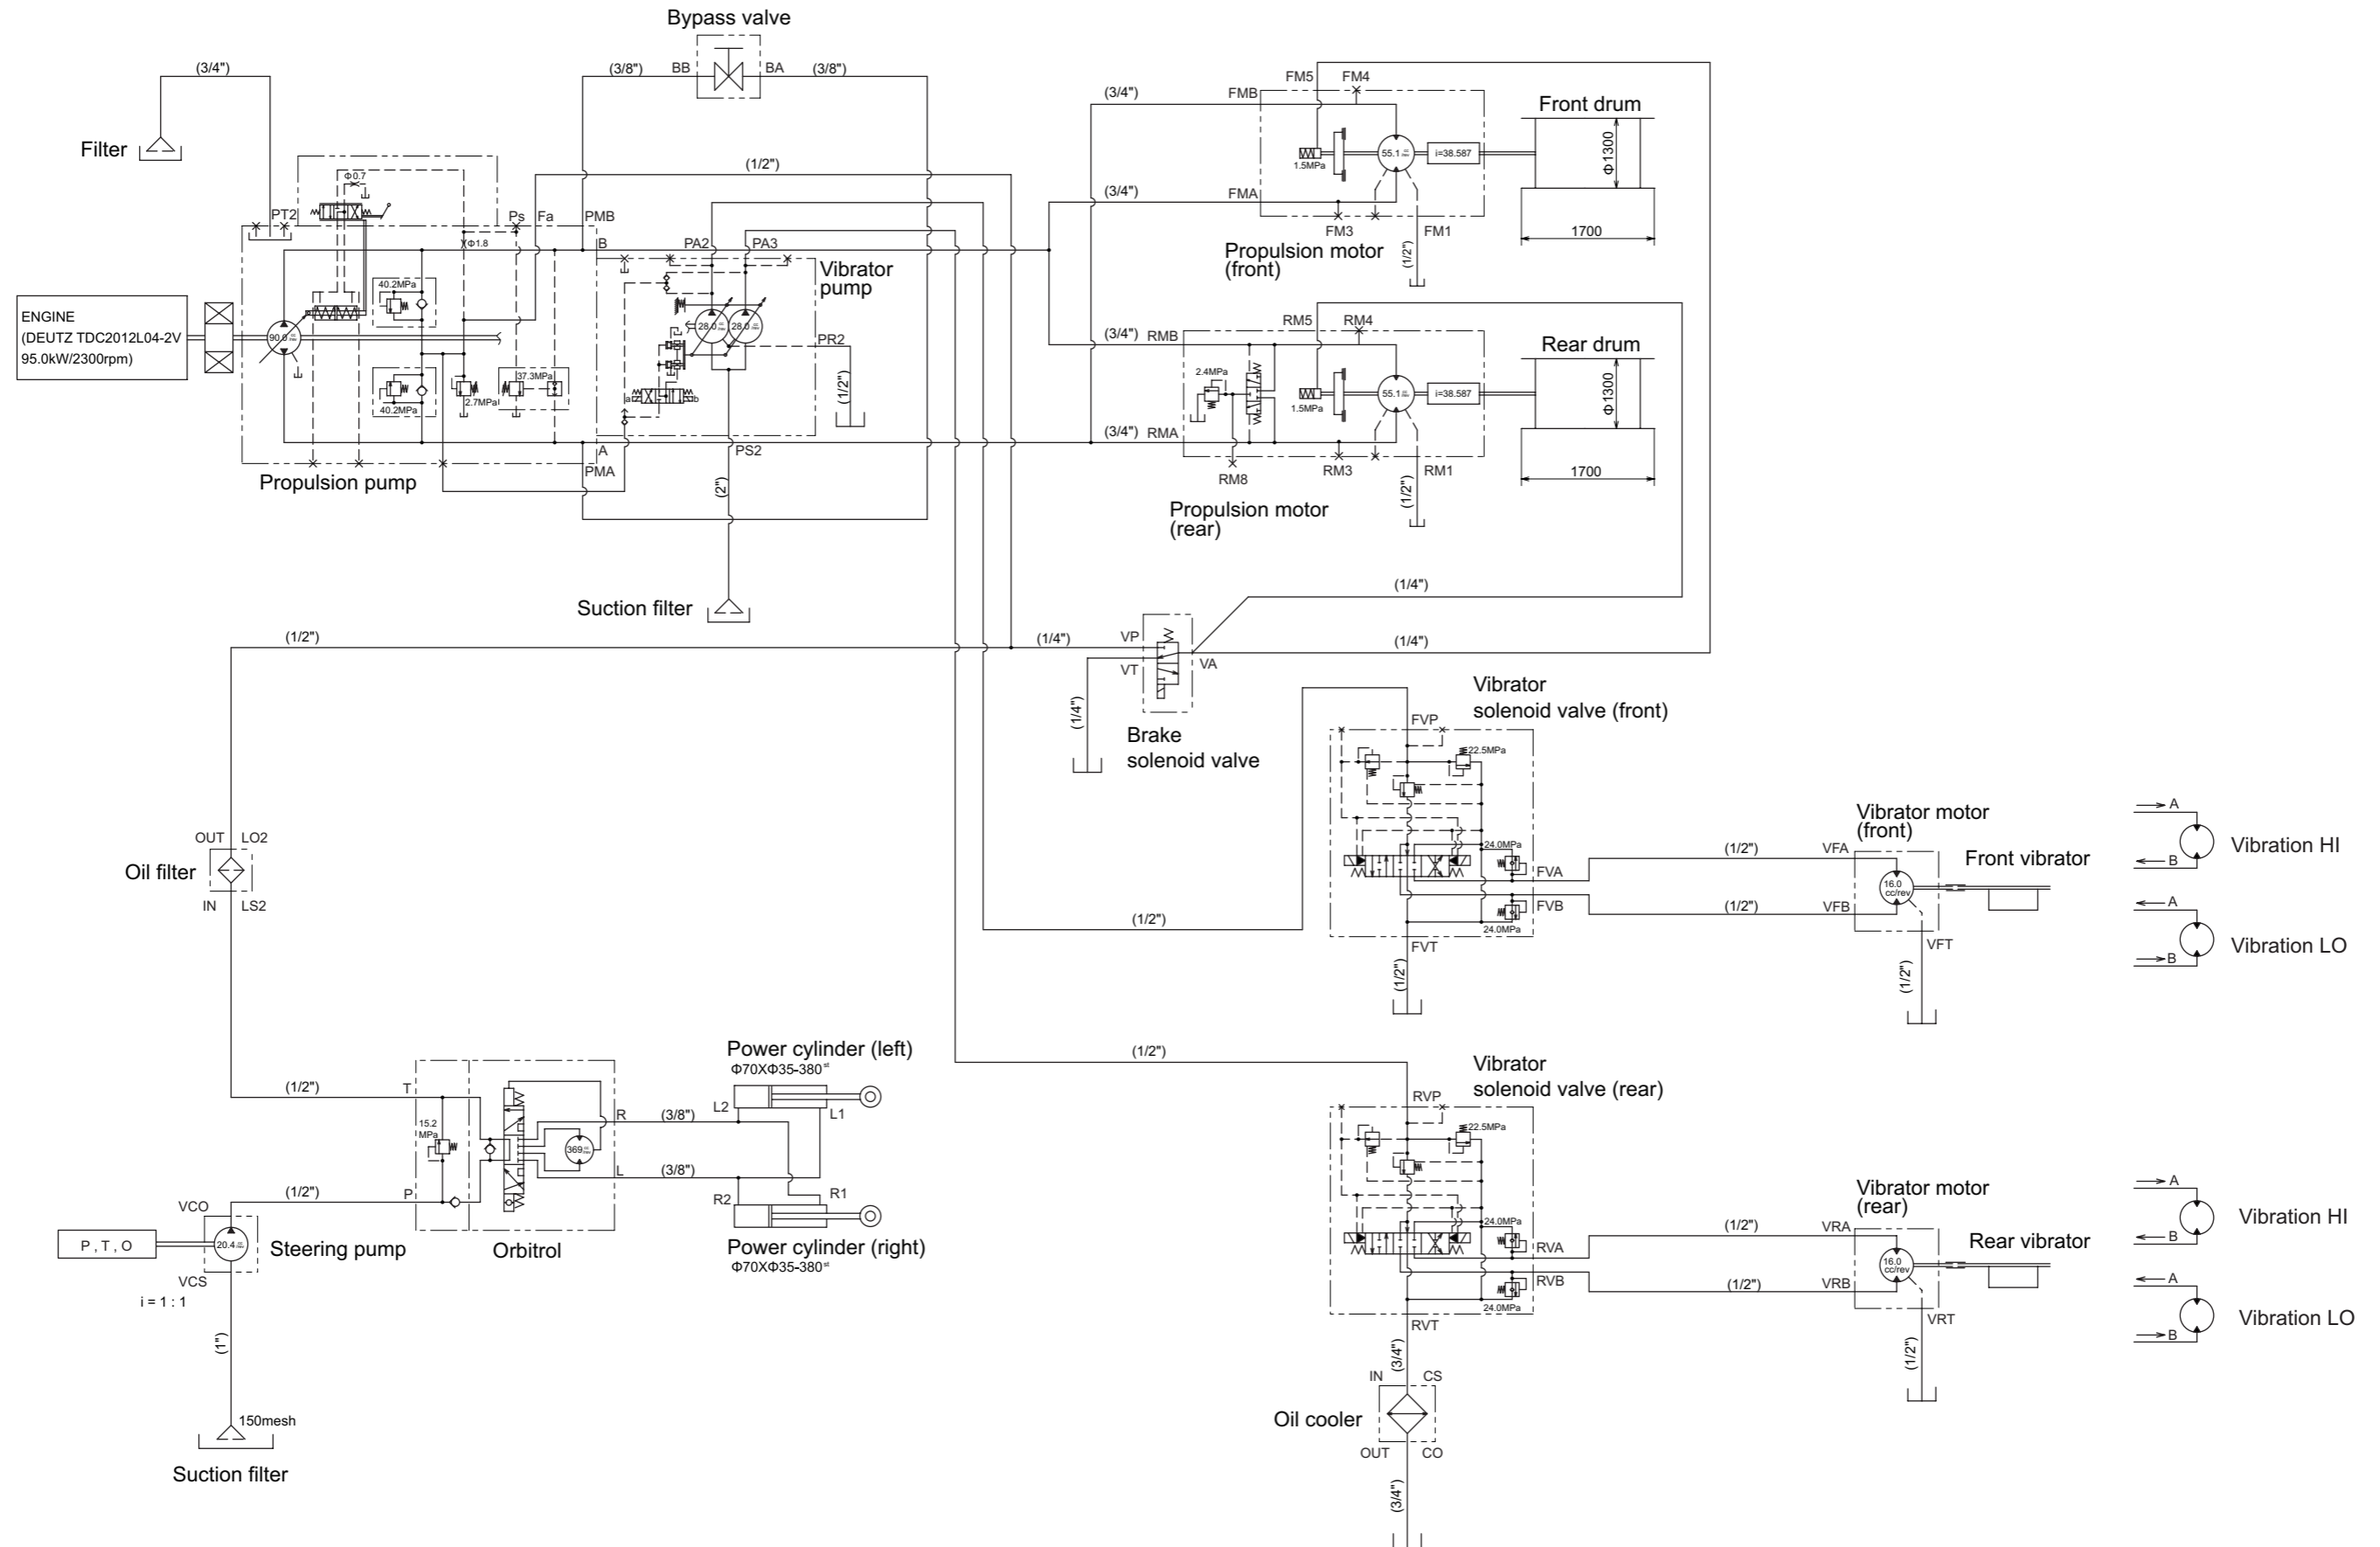 Bypass valve
(3/4")
(3/8")
BB
BA
(3/8")
Filter
(1/2")
Φ0.7
PT2
Ps
Fa
PMB
Φ1.8
B
PA2
PA3
Vibrator
pump
40.2MPa
ENGINE
(DEUTZ TDC2012L04-2V
95.0kW/2300rpm)
90.0
28.0
28.0
PR2
37.3MPa
40.2MPa
2.7MPa
a
b
(1/2")
A
PMA
PS2
Propulsion pump
(2")
Suction filter
FM5
FM4
(3/4")
FMB
Front drum
55.1
i=38.587
1.5MPa
Φ1300
(3/4")
FMA
FM3
FM1
1700
Propulsion motor
(front)
(1/2")
RM5
RM4
(3/4")
RMB
Rear drum
2.4MPa
55.1
i=38.587
1.5MPa
Φ1300
(3/4")
RMA
RM8
RM3
RM1
1700
Propulsion motor
(rear)
(1/2")
(1/4")
(1/2")
(1/4")
VP
(1/4")
VT
VA
(1/4")
Brake
solenoid valve
Vibrator
solenoid valve (front)
FVP
22.5MPa
24.0MPa
FVA
FVB
24.0MPa
FVT
(1/2")
(1/2")
(1/2")
VFA
(1/2")
VFB
Vibrator motor
(front)
16.0
cc/rev
VFT
(1/2")
Front vibrator
A
B
Vibration HI
A
B
Vibration LO
OUT
LO2
Oil filter
IN
LS2
(1/2")
T
15.2
MPa
369
R
(3/8")
L
(3/8")
(1/2")
P
Orbitrol
Power cylinder (left)
Φ70XΦ35-380st
L2
L1
R2
R1
Power cylinder (right)
Φ70XΦ35-380st
VCO
P , T , O
20.4
Steering pump
VCS
i = 1 : 1
(1")
150mesh
Suction filter
(1/2")
Vibrator
solenoid valve (rear)
RVP
22.5MPa
24.0MPa
RVA
RVB
24.0MPa
RVT
(3/4")
IN
CS
Oil cooler
OUT
CO
(3/4")
(1/2")
VRA
(1/2")
VRB
Vibrator motor
(rear)
16.0
cc/rev
VRT
(1/2")
Rear vibrator
A
B
Vibration HI
A
B
Vibration LO